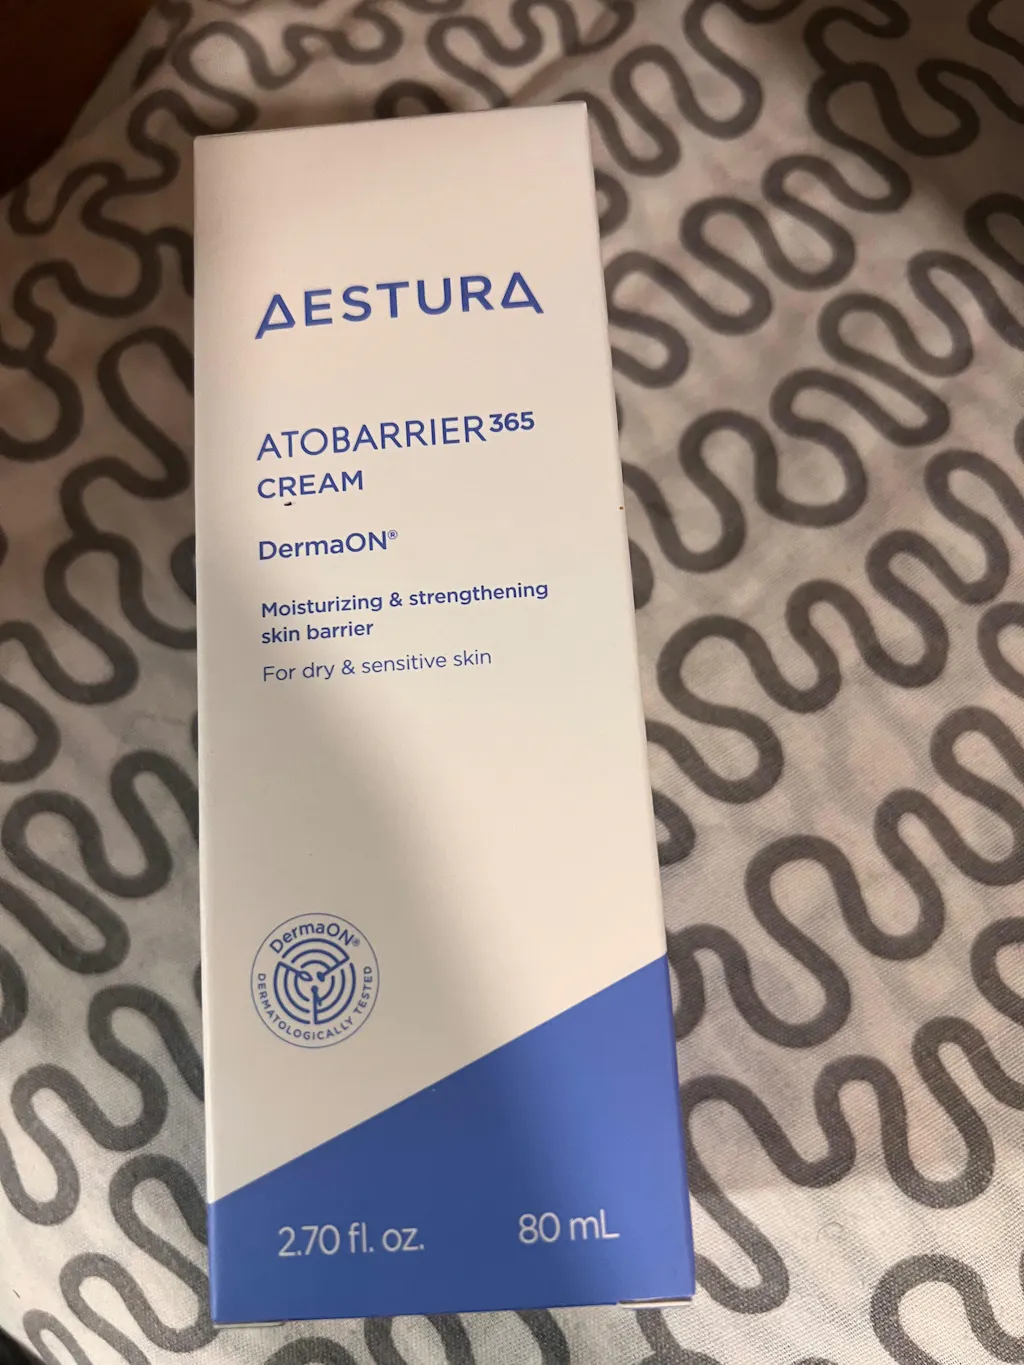 AESTURA
ATOBARRIER³⁶⁵
CREAM
DermaON®
Moisturizing & strengthening
skin barrier
For dry & sensitive skin
DermaON®
DERMATOLOGICALLY TESTED
2.70 fl. oz. 80 mL